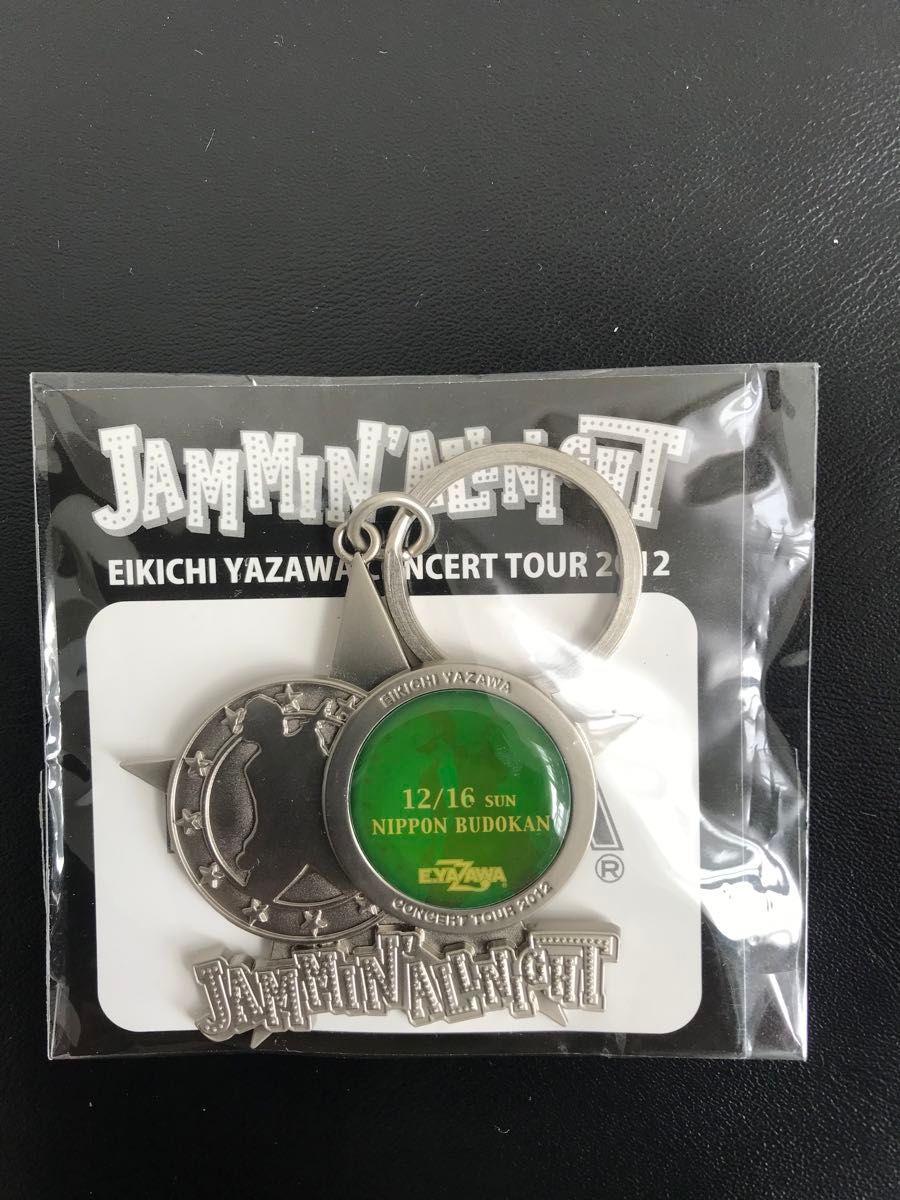 JAMMIN' ALL NIGHT
EIKICHI YAZAWA CONCERT TOUR 2012
EIKICHI YAZAWA
12/16 SUN
NIPPON BUDOKAN
E.YAZAWA
CONCERT TOUR 2012
®
JAMMIN' ALL NIGHT